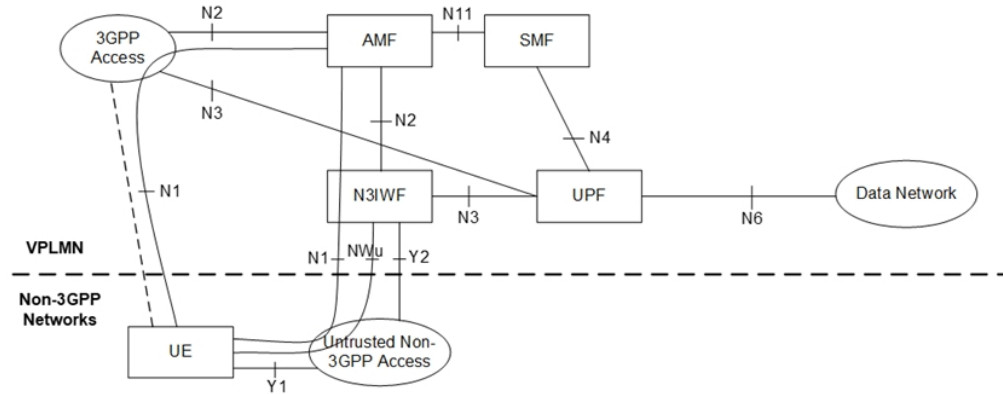 N2
N11
3GPP
Access
AMF
SMF
N3
N2
N4
N1
N3IWF
N3
UPF
N6
Data Network
VPLMN
N1
NWu
Y2
Non-3GPP
Networks
UE
Untrusted Non-
3GPP Access
Y1